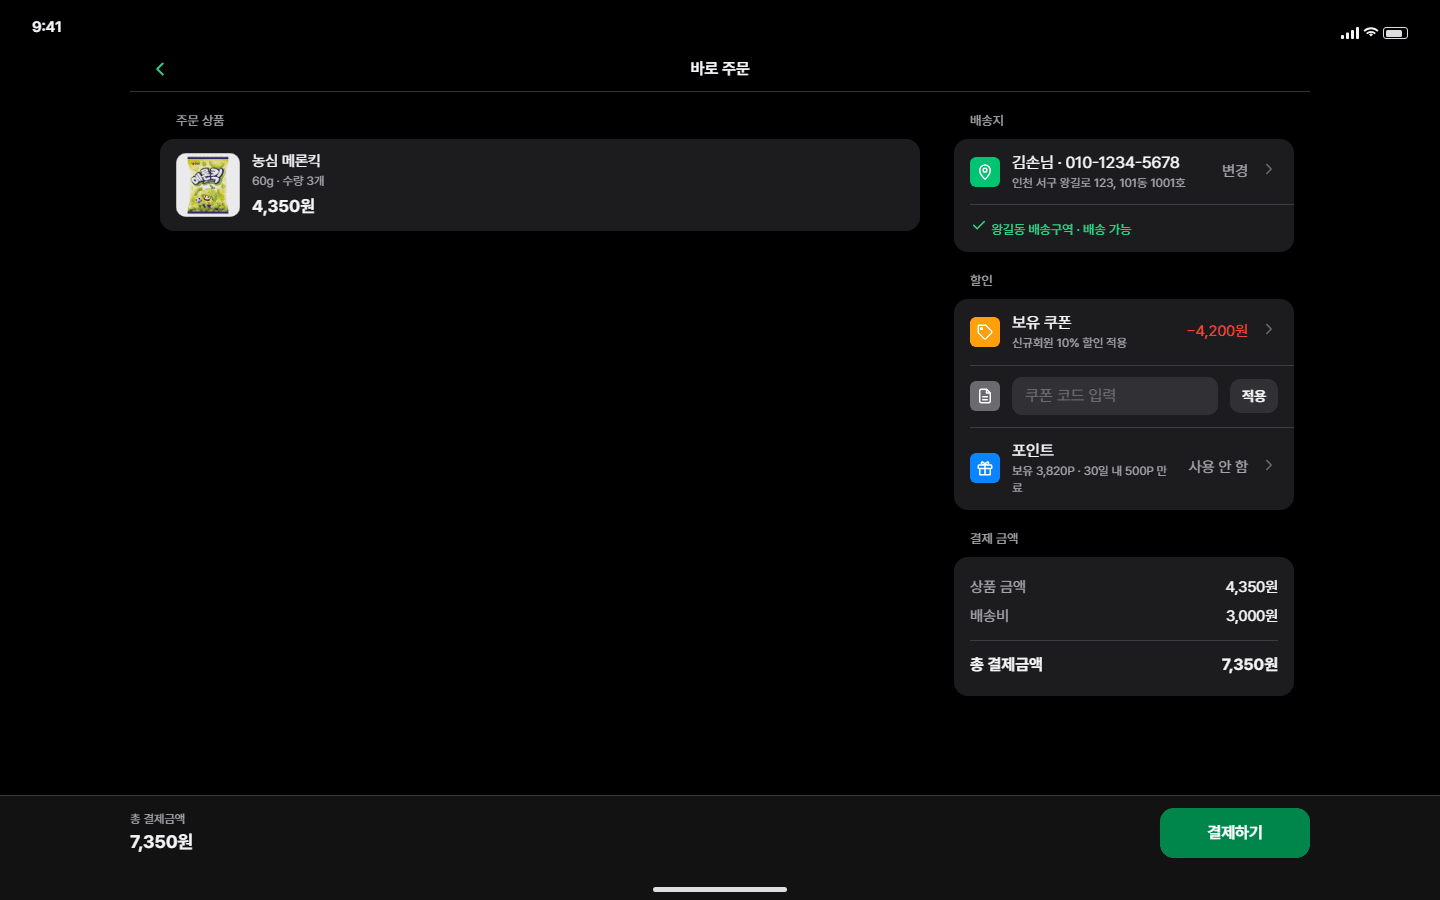 9:41
바로 주문
주문 상품
농심 메론킥
60g · 수량 3개
4,350원
배송지
김손님 · 010-1234-5678
인천 서구 왕길로 123, 101동 1001호
변경
왕길동 배송구역 · 배송 가능
할인
보유 쿠폰
신규회원 10% 할인 적용
−4,200원
쿠폰 코드 입력
적용
포인트
보유 3,820P · 30일 내 500P 만
료
사용 안 함
결제 금액
상품 금액 4,350원
배송비 3,000원
총 결제금액 7,350원
총 결제금액
7,350원
결제하기
메론킥